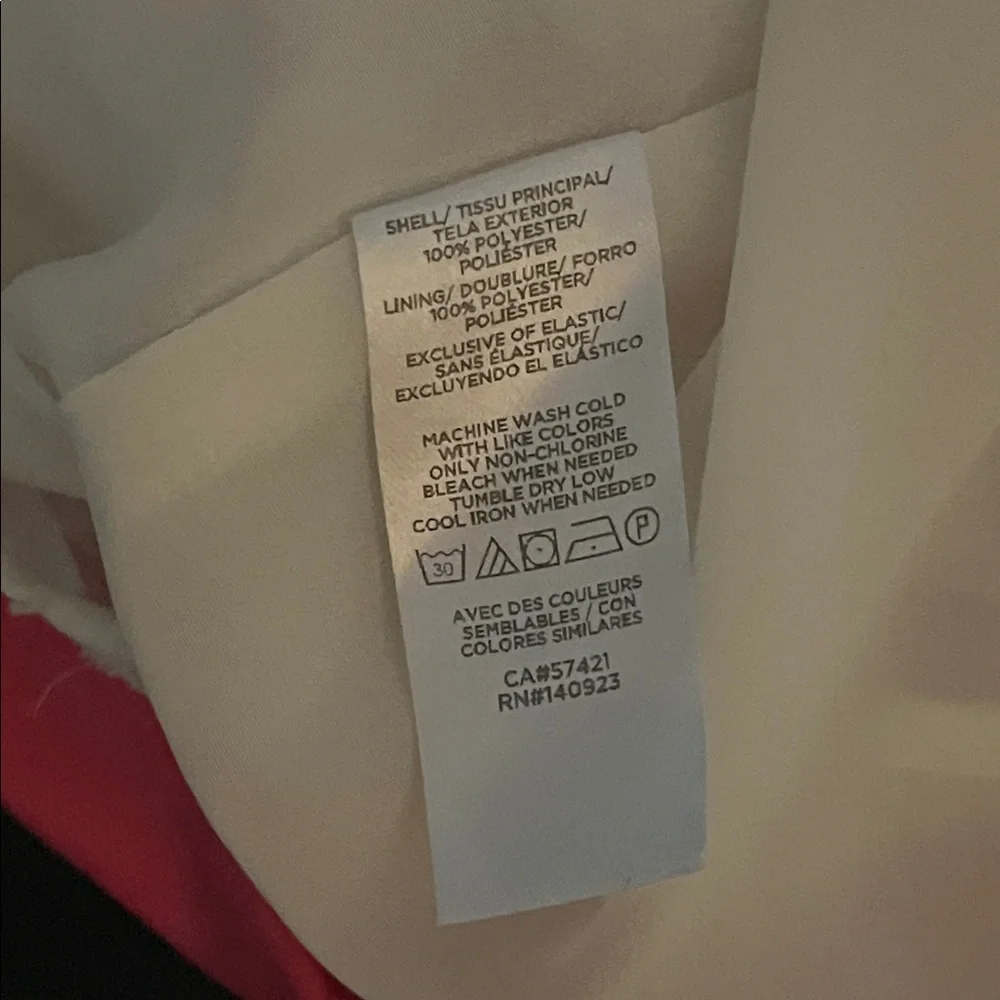 SHELL/ TISSU PRINCIPAL/
TELA EXTERIOR
100% POLYESTER/
POLIÉSTER
LINING/ DOUBLURE/ FORRO
100% POLYESTER/
POLIÉSTER
EXCLUSIVE OF ELASTIC/
SANS ÉLASTIQUE/
EXCLUYENDO EL ELÁSTICO
MACHINE WASH COLD
WITH LIKE COLORS
ONLY NON-CHLORINE
BLEACH WHEN NEEDED
TUMBLE DRY LOW
COOL IRON WHEN NEEDED
30 P
AVEC DES COULEURS
SEMBLABLES / CON
COLORES SIMILARES
CA#57421
RN#140923